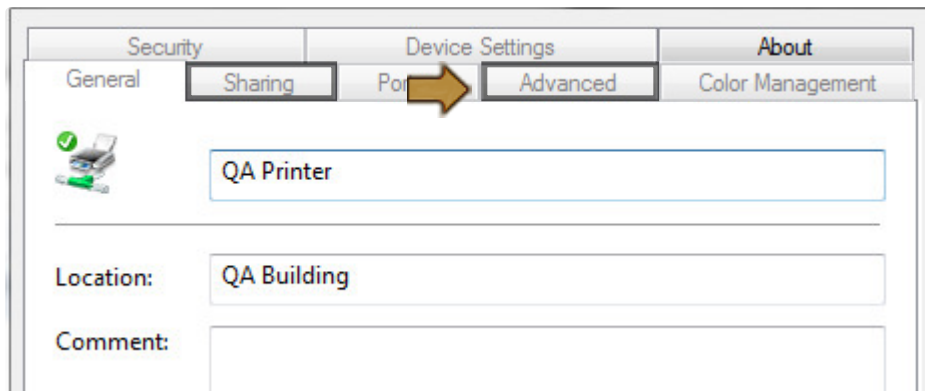 Security Device Settings About
General Sharing Advanced Color Management
QA Printer
Location: QA Building
Comment: